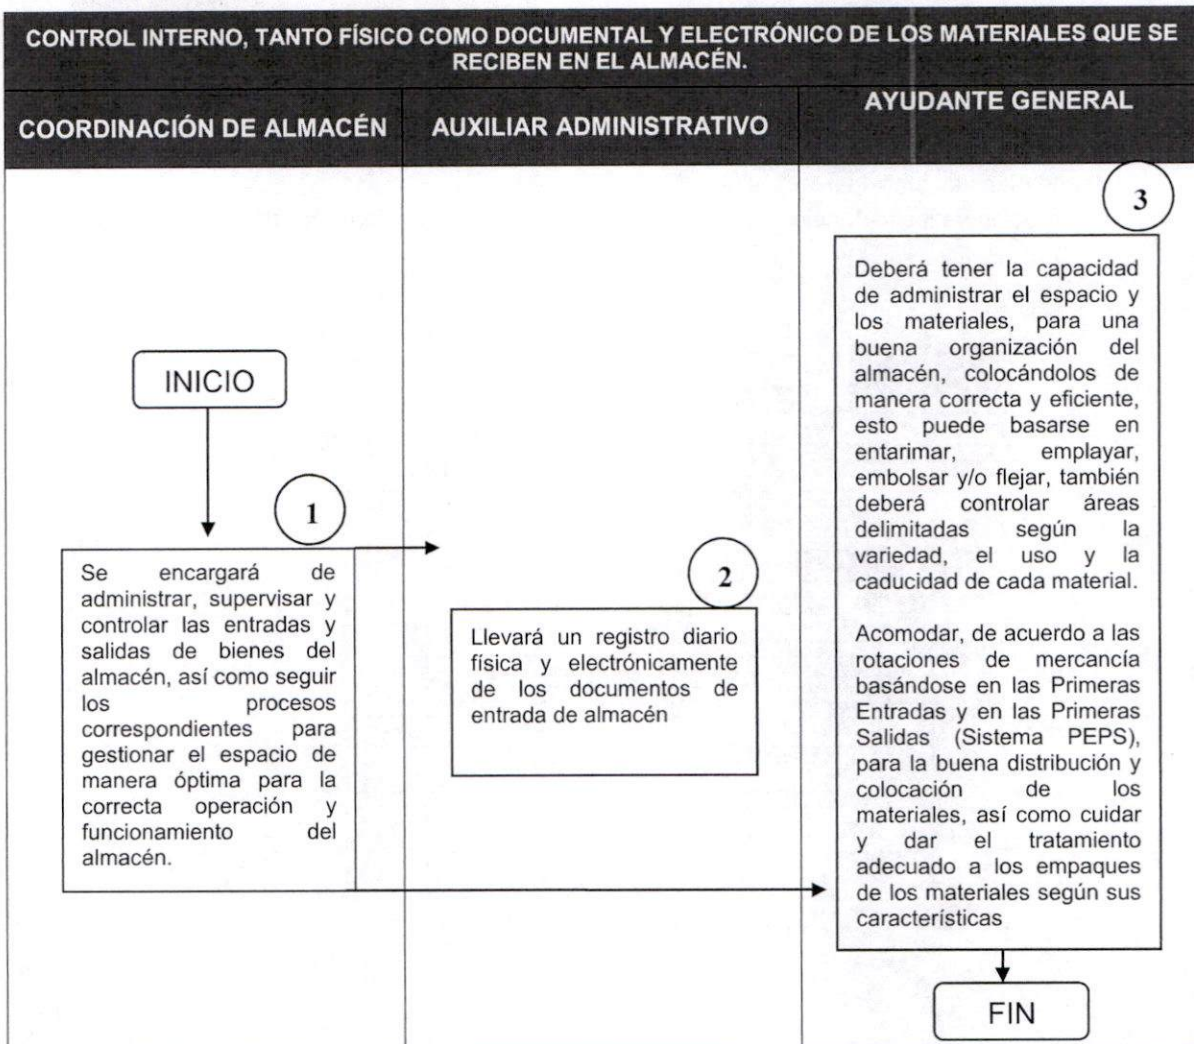 CONTROL INTERNO, TANTO FÍSICO COMO DOCUMENTAL Y ELECTRÓNICO DE LOS MATERIALES QUE SE
RECIBEN EN EL ALMACÉN.
COORDINACIÓN DE ALMACÉN
AUXILIAR ADMINISTRATIVO
AYUDANTE GENERAL
INICIO
1
Se encargará de
administrar, supervisar y
controlar las entradas y
salidas de bienes del
almacén, así como seguir
los procesos
correspondientes para
gestionar el espacio de
manera óptima para la
correcta operación y
funcionamiento del
almacén.
2
Llevará un registro diario
física y electrónicamente
de los documentos de
entrada de almacén
3
Deberá tener la capacidad
de administrar el espacio y
los materiales, para una
buena organización del
almacén, colocándolos de
manera correcta y eficiente,
esto puede basarse en
entarimar, emplayar,
embolsar y/o flejar, también
deberá controlar áreas
delimitadas según la
variedad, el uso y la
caducidad de cada material.
Acomodar, de acuerdo a las
rotaciones de mercancía
basándose en las Primeras
Entradas y en las Primeras
Salidas (Sistema PEPS),
para la buena distribución y
colocación de los
materiales, así como cuidar
y dar el tratamiento
adecuado a los empaques
de los materiales según sus
características
FIN